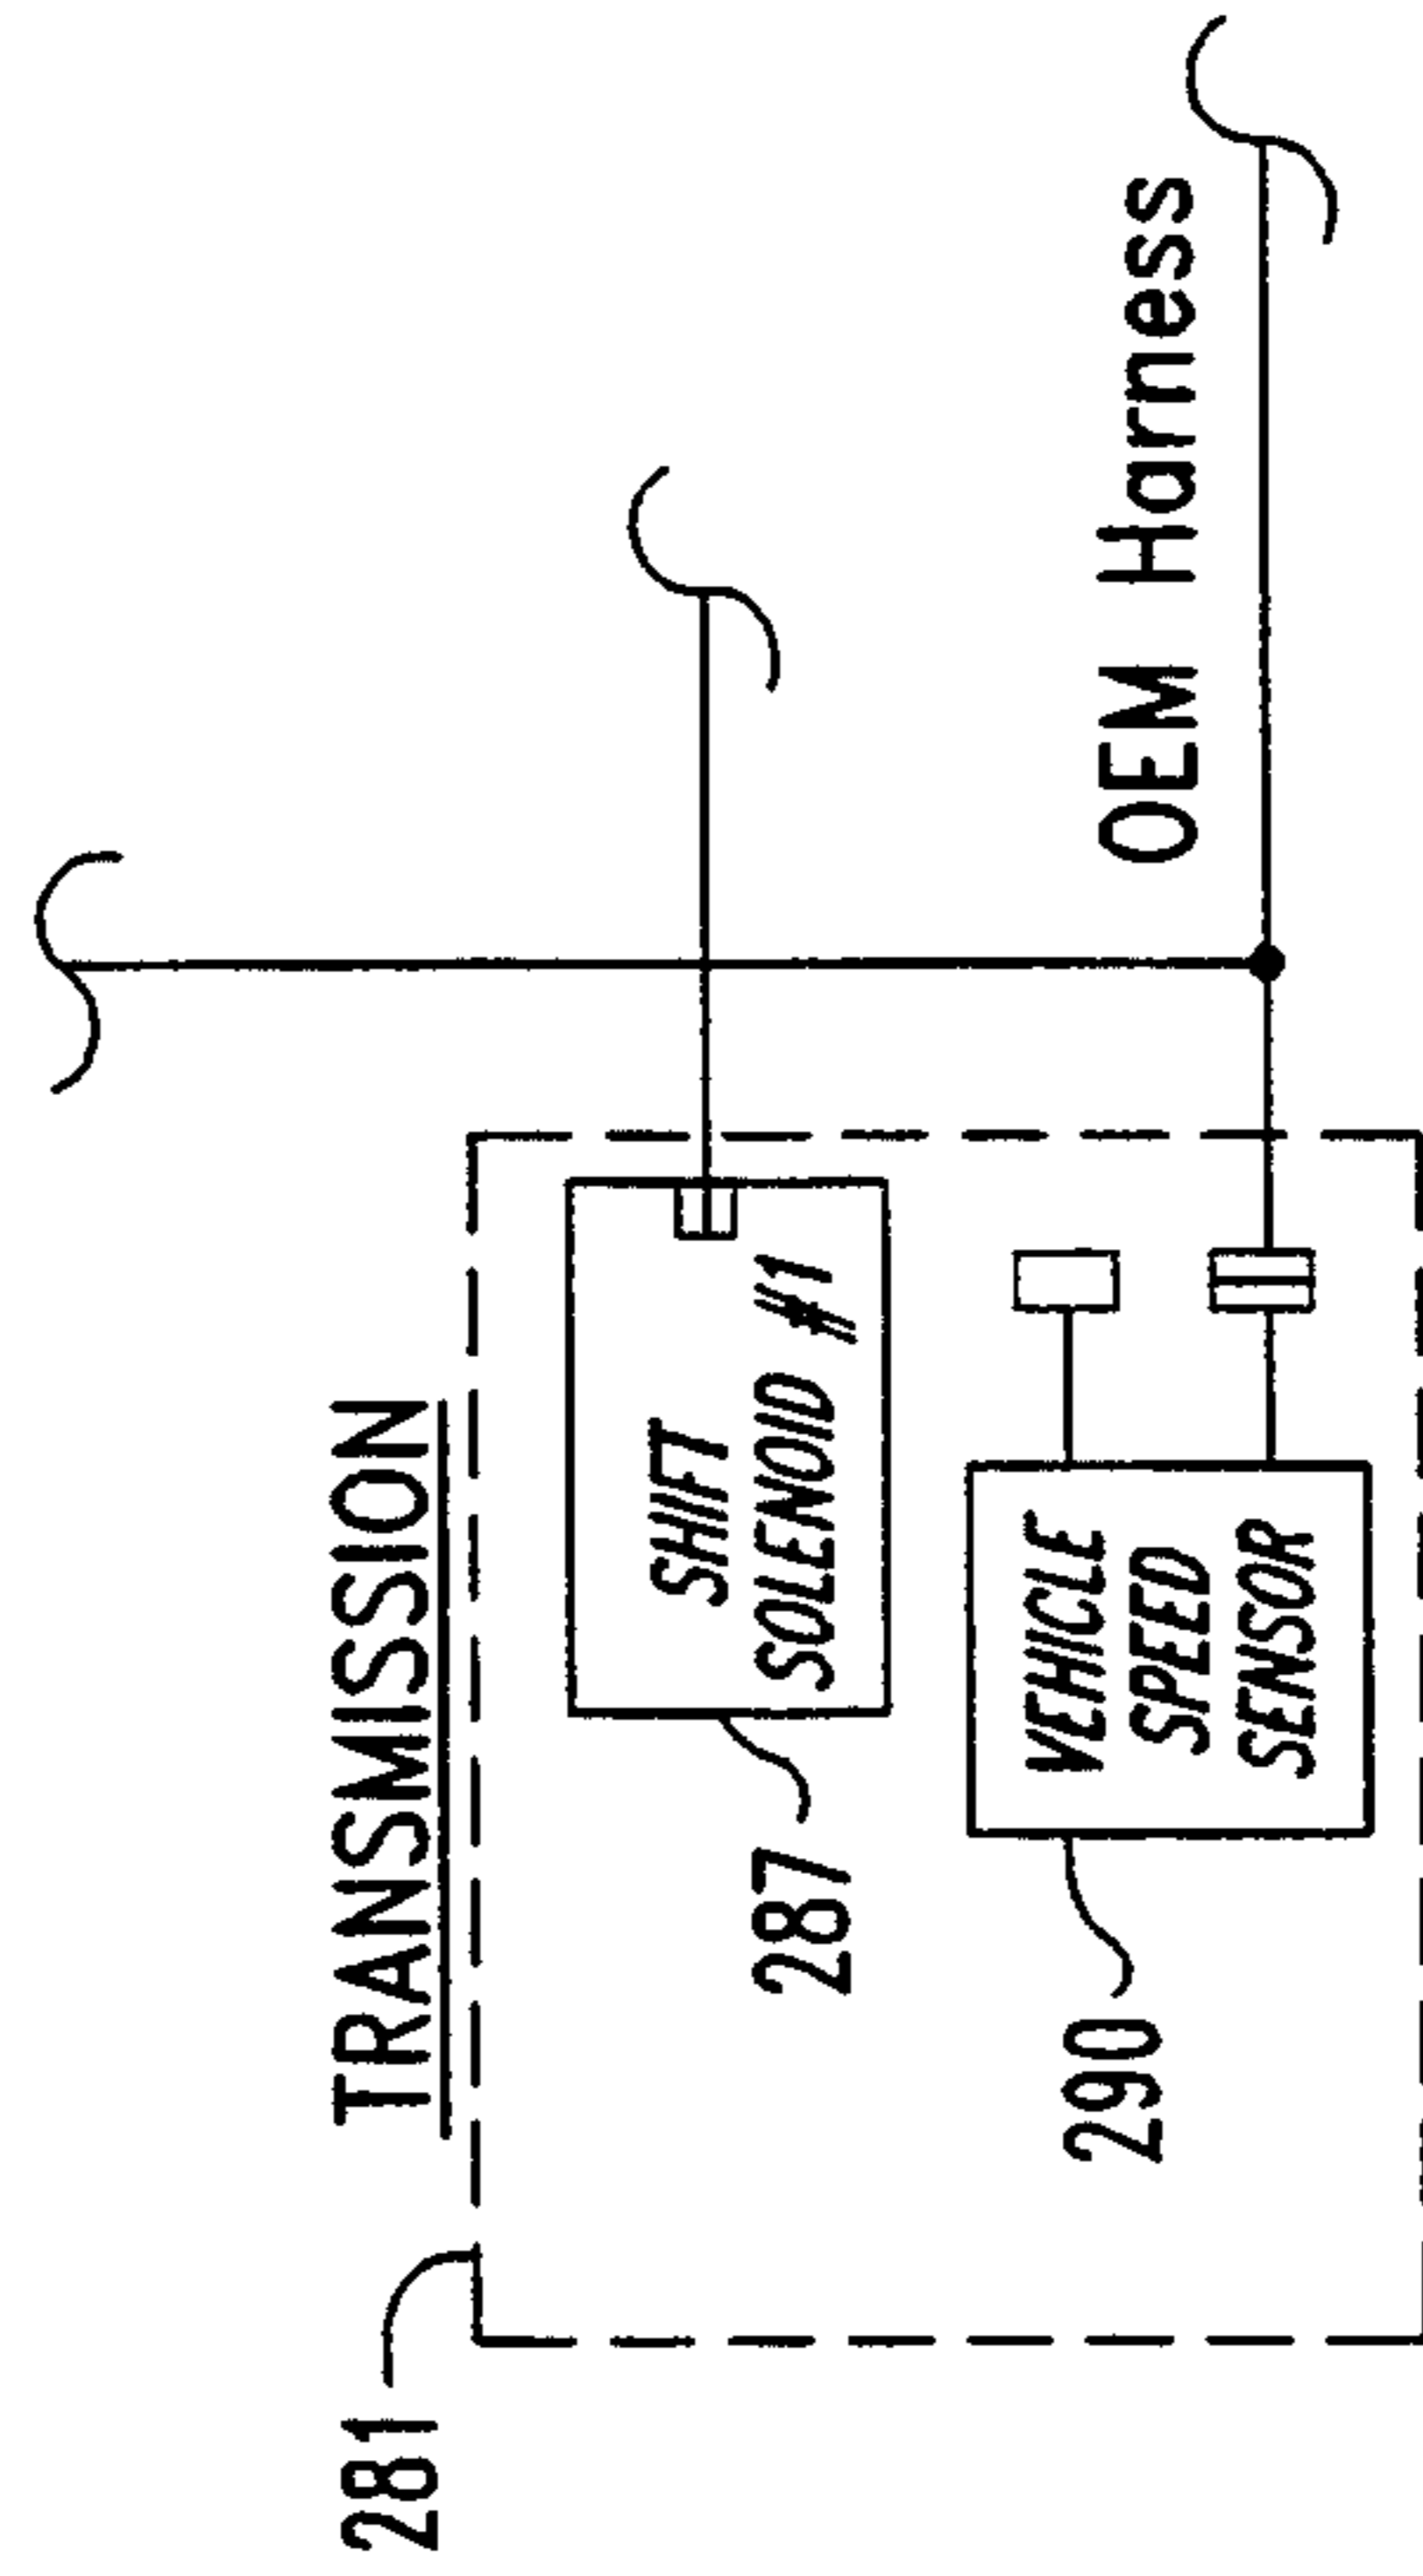 281
TRANSMISSION
287
SHIFT
SOLENOID #1
290
VEHICLE
SPEED
SENSOR
OEM Harness